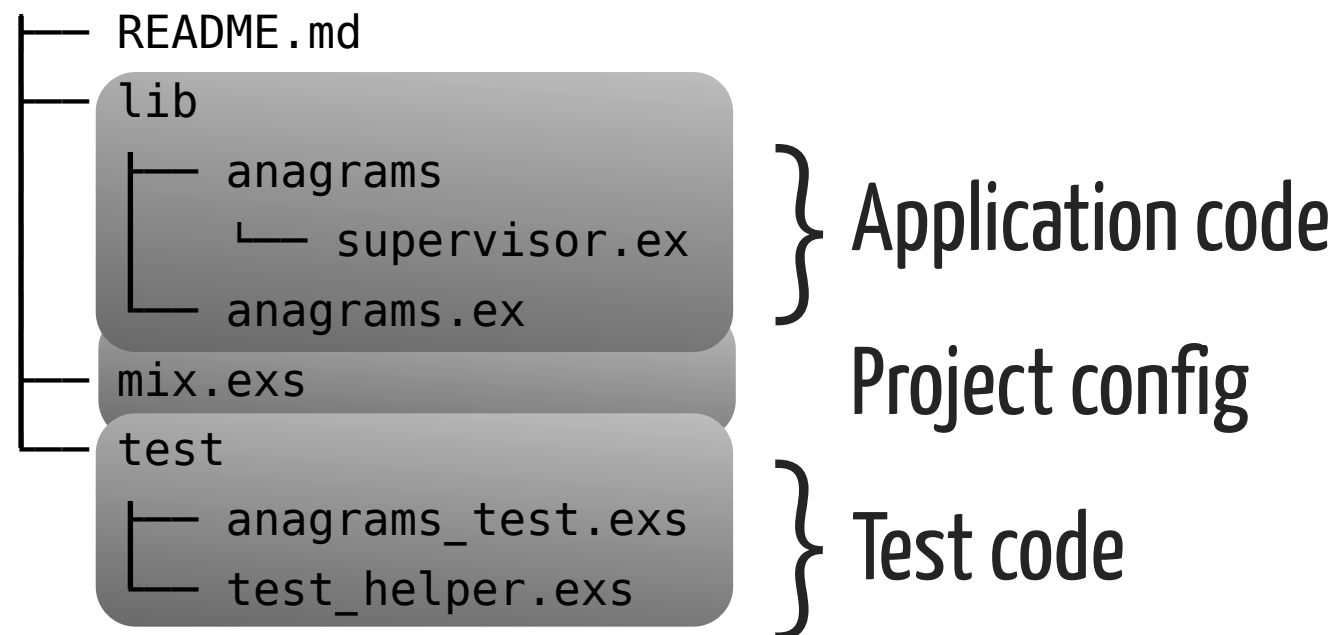 ├── README.md
├── lib
│   ├── anagrams
│   │   └── supervisor.ex
│   └── anagrams.ex
Application code
├── mix.exs
Project config
└── test
    ├── anagrams_test.exs
    └── test_helper.exs
Test code